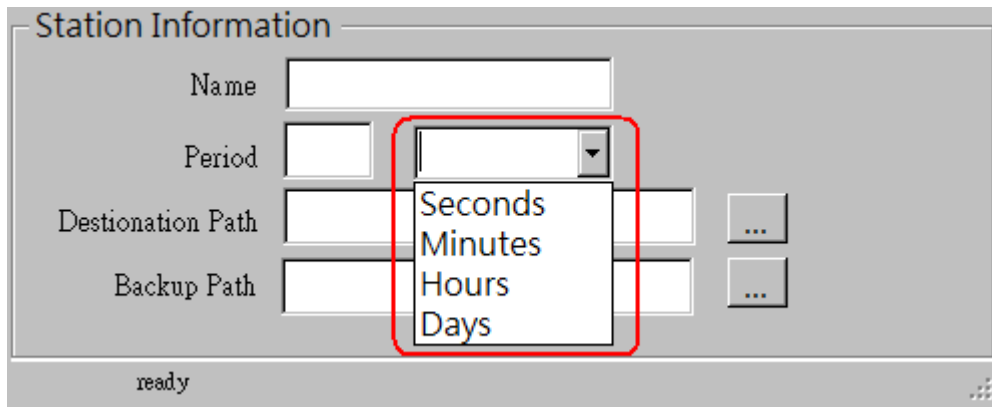 Station Information
Name
Period
Seconds
Minutes
Hours
Days
Destionation Path
...
Backup Path
...
ready